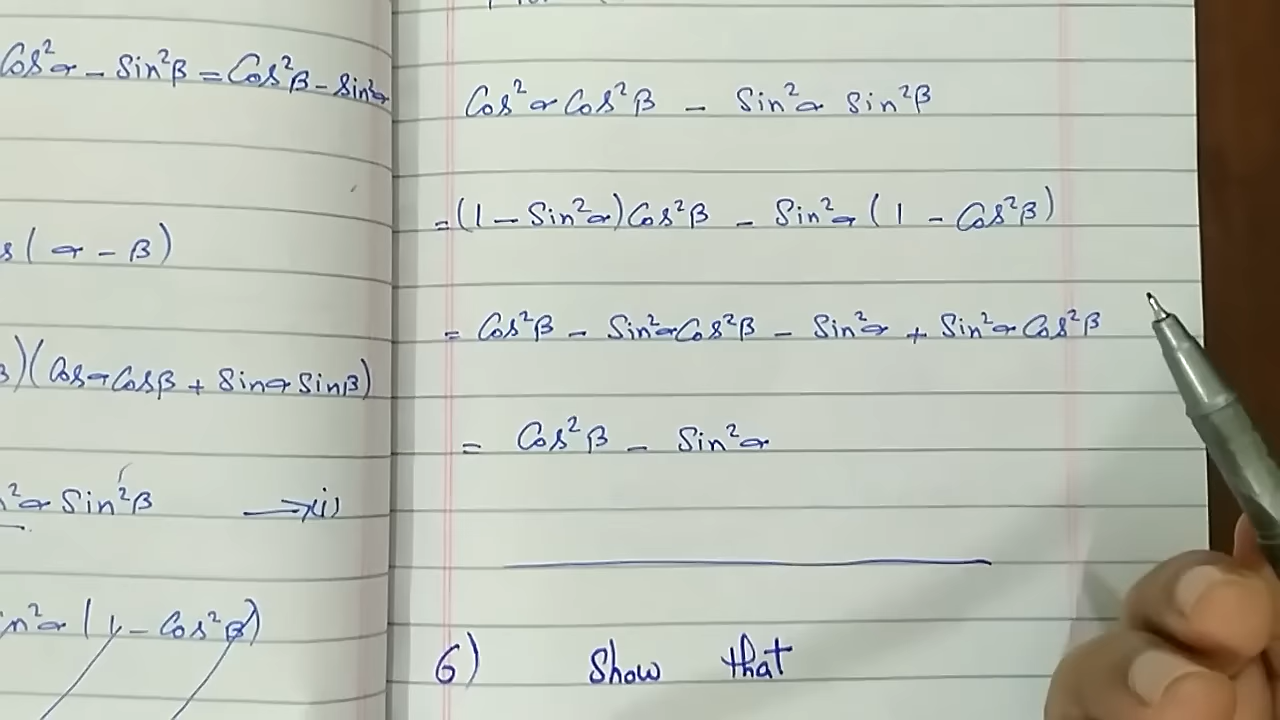 Cos²α - Sin²β = Cos²β - Sin²α
s(α - β)
)(Cosα Cosβ + Sinα Sinβ)
²α Sin²β ⟶ (i)
n²α (1 - Cos²β)
Cos²α Cos²β - Sin²α Sin²β
= (1 - Sin²α) Cos²β - Sin²α (1 - Cos²β)
= Cos²β - Sin²α Cos²β - Sin²α + Sin²α Cos²β
= Cos²β - Sin²α
6) Show that